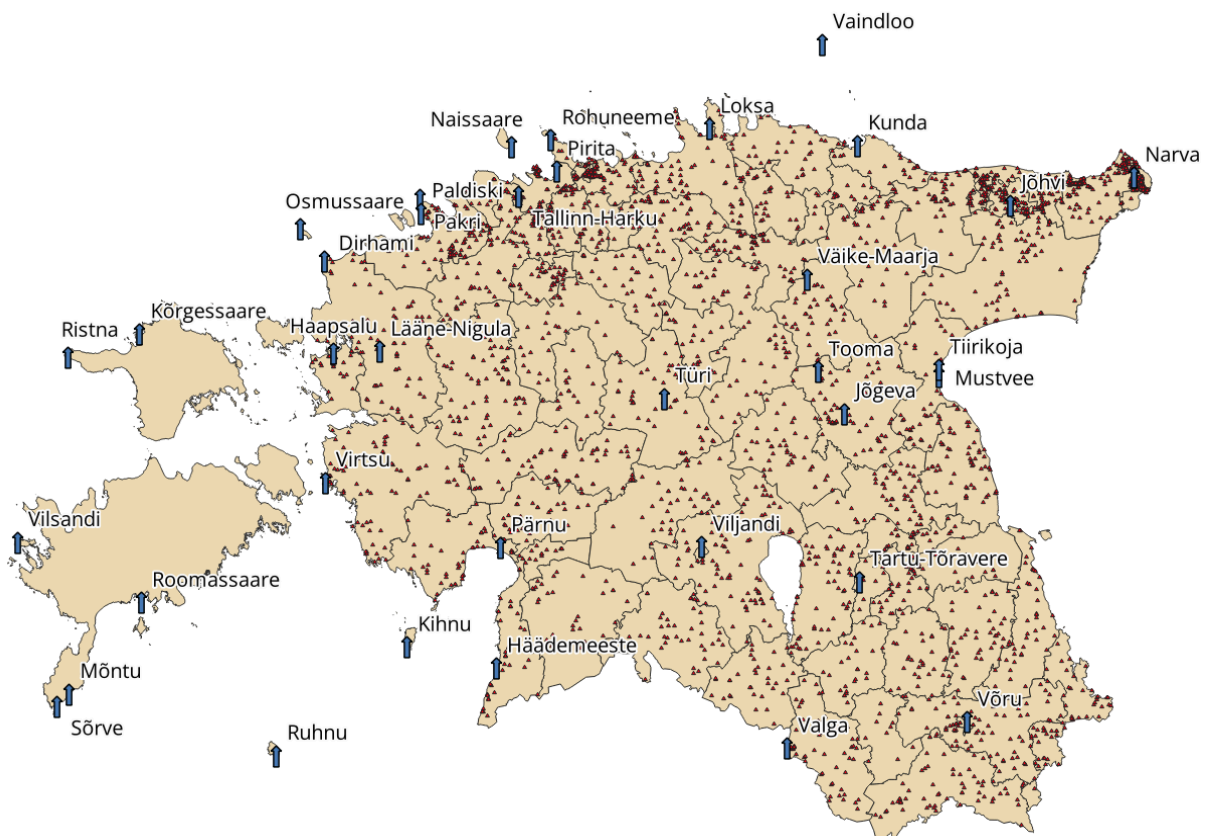 Vaindloo
Loksa
Rohuneeme
Naissaare
Kunda
Pirita
Narva
Jõhvi
Paldiski
Osmussaare
Pakri
Tallinn-Harku
Dirhami
Väike-Maarja
Kõrgessaare
Ristna
Haapsalu
Lääne-Nigula
Tooma
Tiirikoja
Türi
Mustvee
Jõgeva
Virtsu
Vilsandi
Pärnu
Viljandi
Tartu-Tõravere
Roomassaare
Kihnu
Häädemeeste
Mõntu
Võru
Sõrve
Ruhnu
Valga